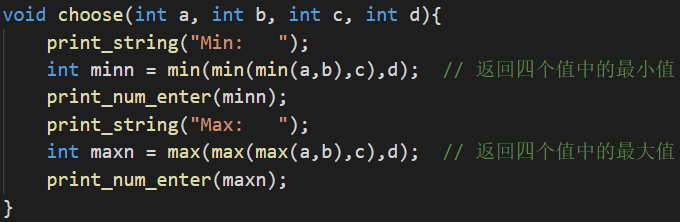 void choose(int a, int b, int c, int d){
    print_string("Min:   ");
    int minn = min(min(min(a,b),c),d);  // 返回四个值中的最小值
    print_num_enter(minn);
    print_string("Max:   ");
    int maxn = max(max(max(a,b),c),d);  // 返回四个值中的最大值
    print_num_enter(maxn);
}